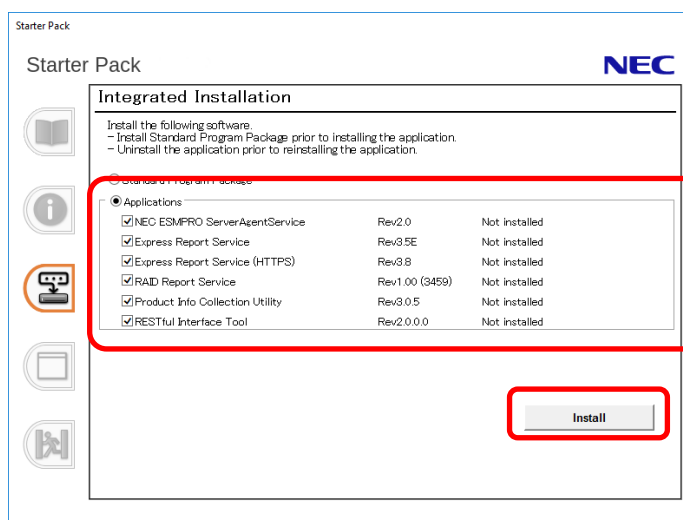 Starter Pack
Starter Pack NEC
Integrated Installation
Install the following software.
- Install Standard Program Package prior to installing the application.
- Uninstall the application prior to reinstalling the application.
Standard Program Package
Applications
NEC ESMPRO ServerAgentService Rev2.0 Not installed
Express Report Service Rev3.5E Not installed
Express Report Service (HTTPS) Rev3.8 Not installed
RAID Report Service Rev1.00 (3459) Not installed
Product Info Collection Utility Rev3.0.5 Not installed
RESTful Interface Tool Rev2.0.0.0 Not installed
Install